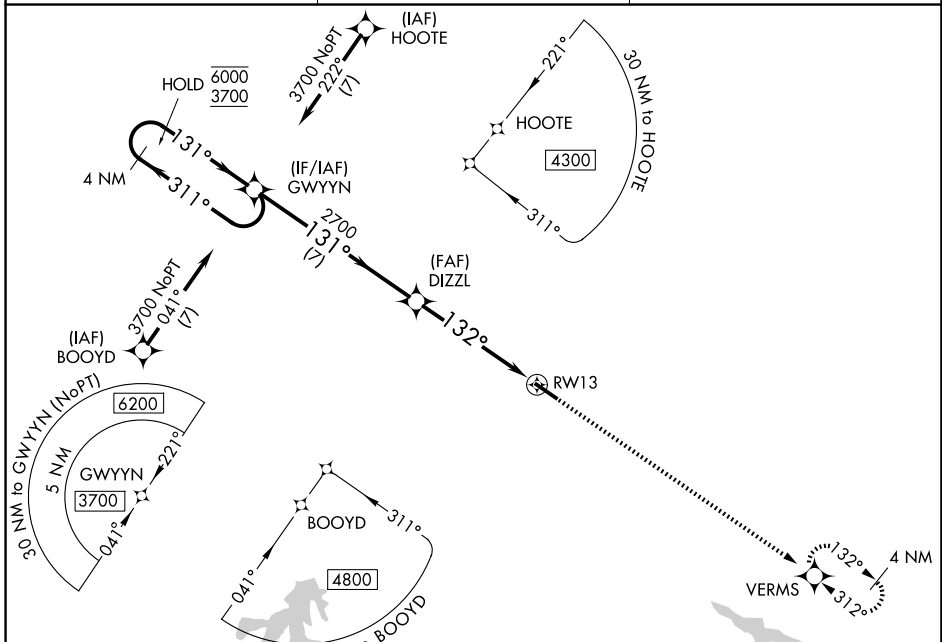 (IAF)
HOOTE
3700 NoPT
222°
(7)
HOLD 6000
3700
131°
4 NM
311°
(IF/IAF)
GWYYN
2700
131°
(7)
221°
30 NM to HOOTE
HOOTE
4300
311°
(FAF)
DIZZL
132°
3700 NoPT
041°
(7)
(IAF)
BOOYD
RW13
30 NM to GWYYN (NoPT)
6200
5 NM
221°
GWYYN
3700
041°
BOOYD
311°
041°
4800
BOOYD
VERMS
132°
4 NM
312°